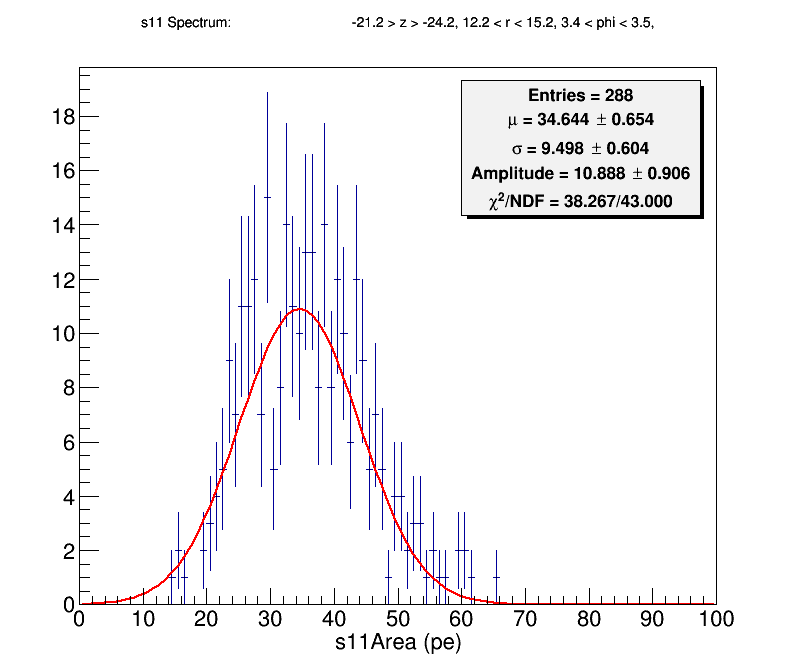 s11 Spectrum: -21.2 > z > -24.2, 12.2 < r < 15.2, 3.4 < phi < 3.5,
Entries = 288
μ = 34.644 ± 0.654
σ = 9.498 ± 0.604
Amplitude = 10.888 ± 0.906
χ²/NDF = 38.267/43.000
18
16
14
12
10
8
6
4
2
0
0 10 20 30 40 50 60 70 80 90 100
s11Area (pe)